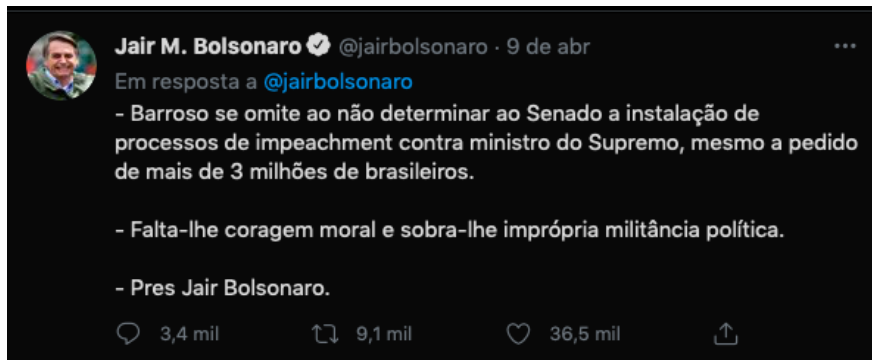 Jair M. Bolsonaro @jairbolsonaro · 9 de abr
Em resposta a @jairbolsonaro
- Barroso se omite ao não determinar ao Senado a instalação de
processos de impeachment contra ministro do Supremo, mesmo a pedido
de mais de 3 milhões de brasileiros.
- Falta-lhe coragem moral e sobra-lhe imprópria militância política.
- Pres Jair Bolsonaro.
3,4 mil 9,1 mil 36,5 mil